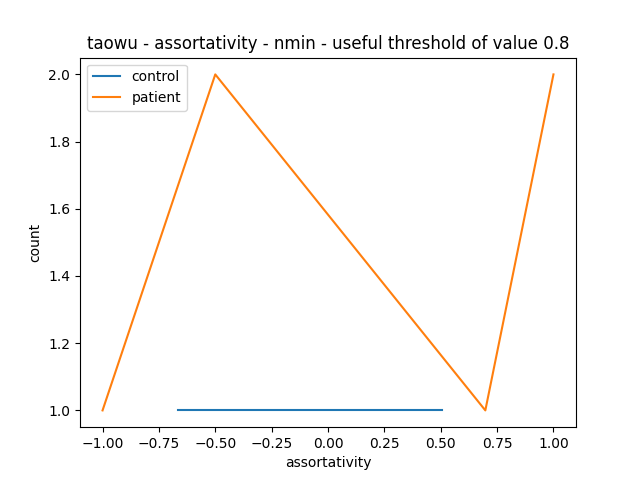 taowu - assortativity - nmin - useful threshold of value 0.8
control
patient
2.0
1.8
1.6
1.4
1.2
1.0
count
−1.00 −0.75 −0.50 −0.25 0.00 0.25 0.50 0.75 1.00
assortativity